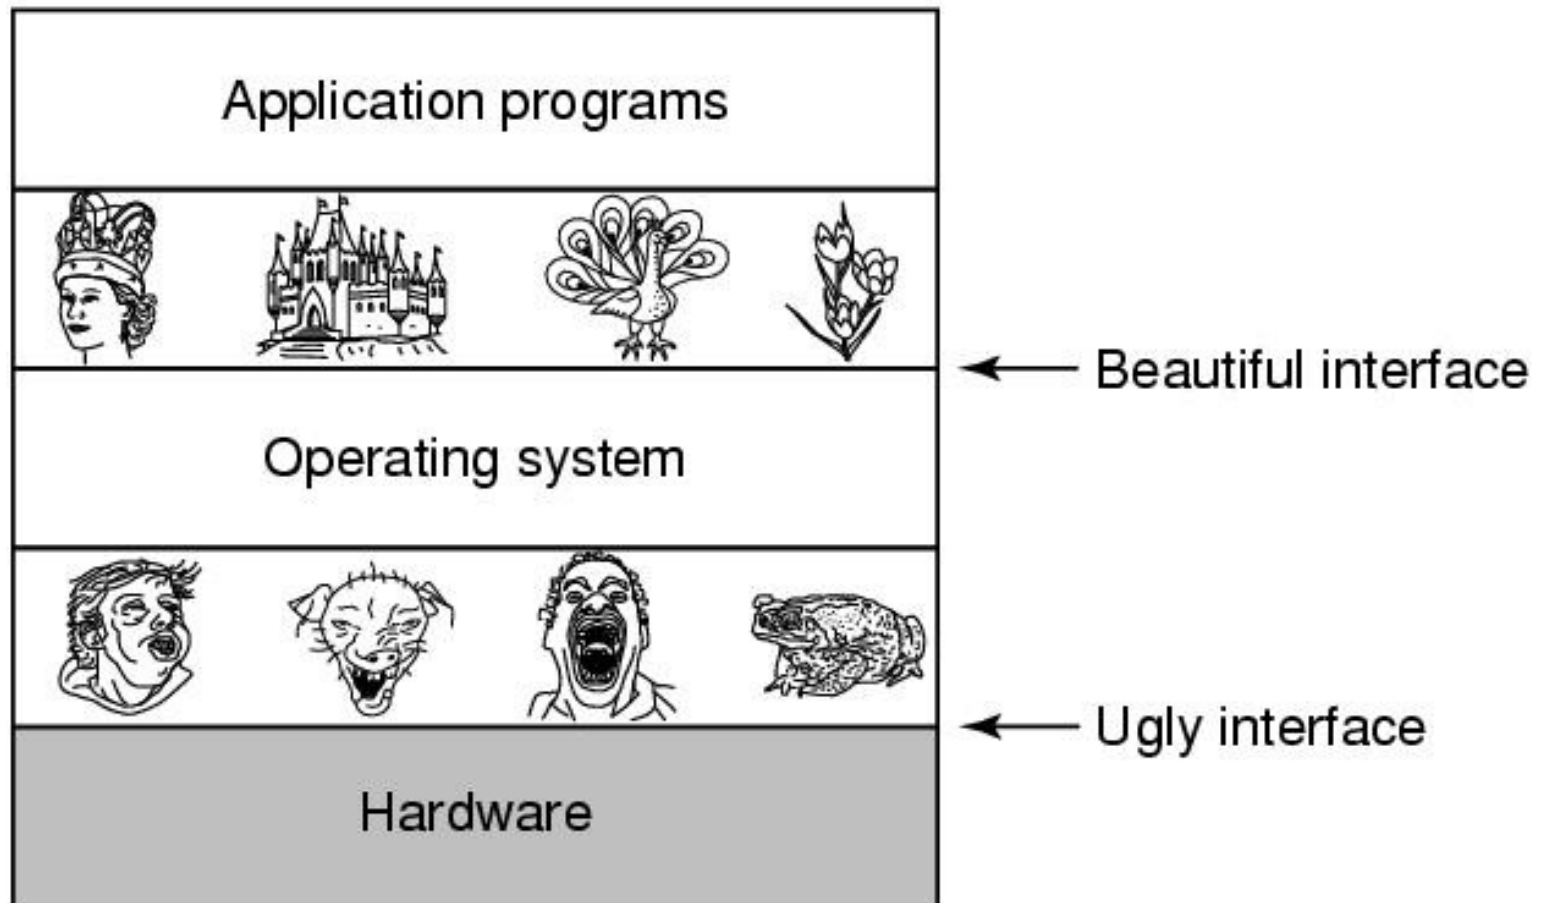 Application programs
Beautiful interface
Operating system
Ugly interface
Hardware